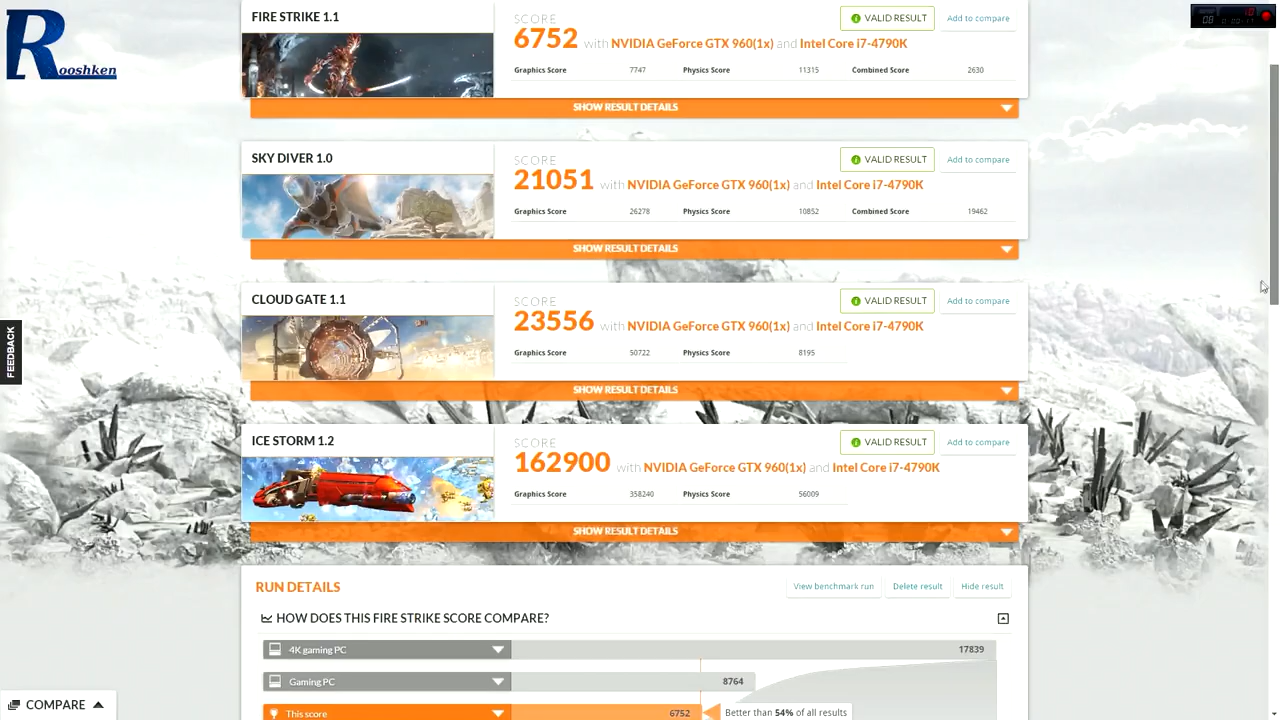 Rooshken
FIRE STRIKE 1.1
SCORE
VALID RESULT
Add to compare
6752 with NVIDIA GeForce GTX 960(1x) and Intel Core i7-4790K
Graphics Score 7747 Physics Score 11315 Combined Score 2630
SHOW RESULT DETAILS
SKY DIVER 1.0
SCORE
VALID RESULT
Add to compare
21051 with NVIDIA GeForce GTX 960(1x) and Intel Core i7-4790K
Graphics Score 26278 Physics Score 10852 Combined Score 19462
SHOW RESULT DETAILS
CLOUD GATE 1.1
SCORE
VALID RESULT
Add to compare
23556 with NVIDIA GeForce GTX 960(1x) and Intel Core i7-4790K
Graphics Score 50722 Physics Score 8195
SHOW RESULT DETAILS
FEEDBACK
ICE STORM 1.2
SCORE
VALID RESULT
Add to compare
162900 with NVIDIA GeForce GTX 960(1x) and Intel Core i7-4790K
Graphics Score 358240 Physics Score 56009
SHOW RESULT DETAILS
RUN DETAILS
View benchmark run
Delete result
Hide result
HOW DOES THIS FIRE STRIKE SCORE COMPARE?
4K gaming PC 17839
Gaming PC 8764
This score 6752
Better than 54% of all results
COMPARE